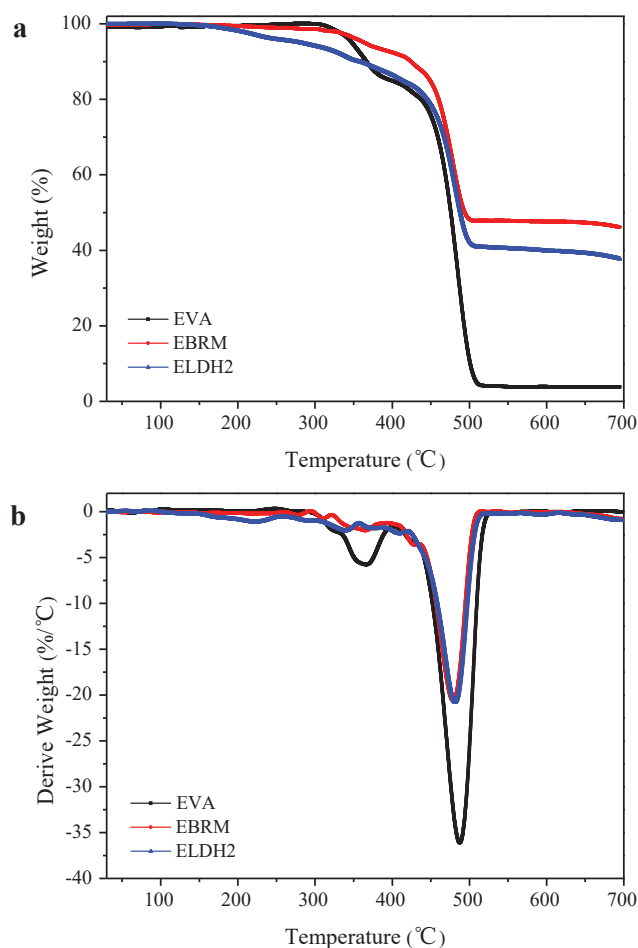 a
100
80
60
40
20
0
Weight (%)
EVA
EBRM
ELDH2
100 200 300 400 500 600 700
Temperature (℃)
b
0
-5
-10
-15
-20
-25
-30
-35
-40
Derive Weight (%/℃)
EVA
EBRM
ELDH2
100 200 300 400 500 600 700
Temperature (℃)